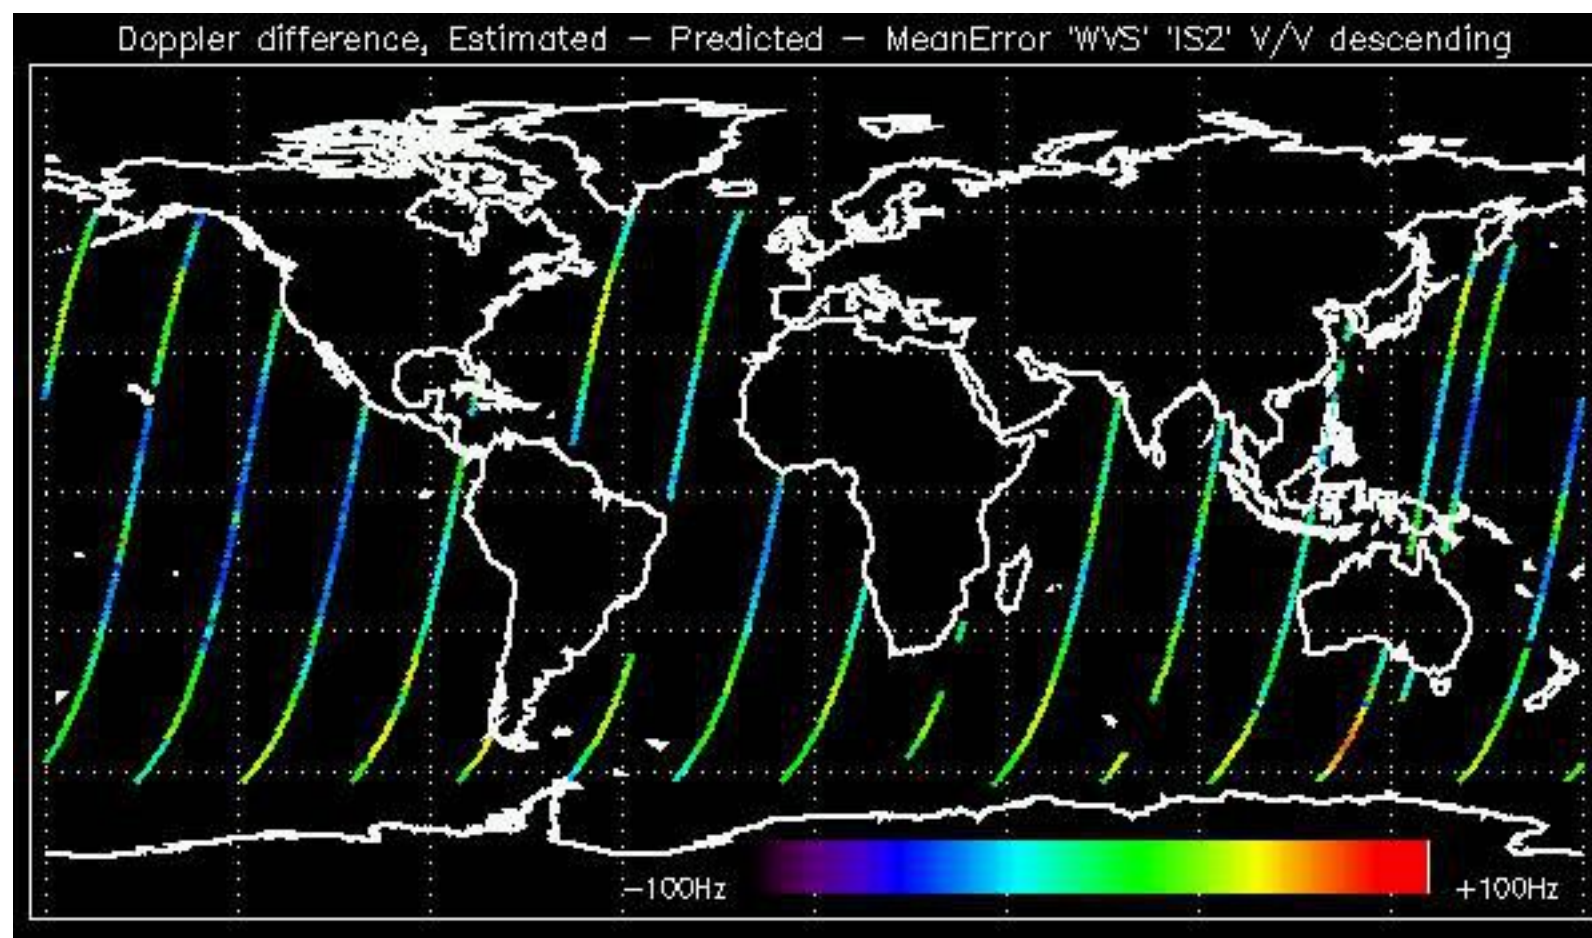 Doppler difference, Estimated – Predicted – MeanError 'WVS' 'IS2' V/V descending
–100Hz +100Hz